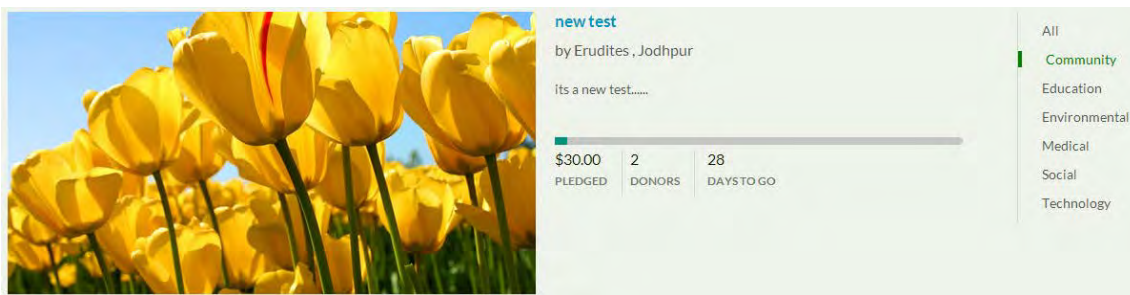 new test
by Erudites , Jodhpur
its a new test......
$30.00 2 28
PLEDGED DONORS DAYS TO GO
All
Community
Education
Environmental
Medical
Social
Technology